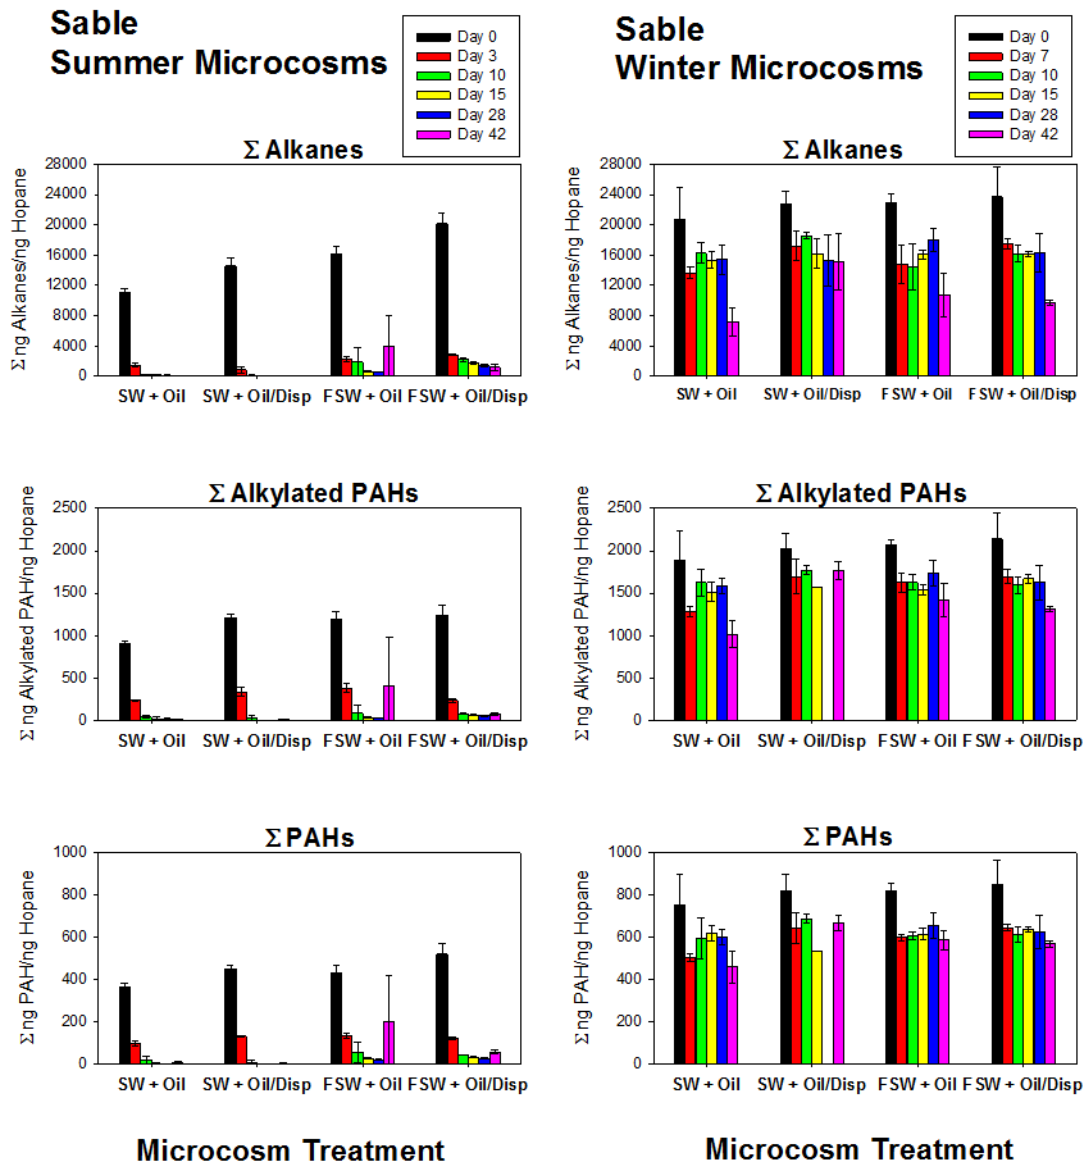 Sable
Summer Microcosms
Day 0
Day 3
Day 10
Day 15
Day 28
Day 42
Σ Alkanes
Σ ng Alkanes/ng Hopane
28000
24000
20000
16000
12000
8000
4000
0
SW + Oil SW + Oil/Disp FSW + Oil FSW + Oil/Disp
Σ Alkylated PAHs
Σ ng Alkylated PAH/ng Hopane
2500
2000
1500
1000
500
0
SW + Oil SW + Oil/Disp FSW + Oil FSW + Oil/Disp
Σ PAHs
Σ ng PAH/ng Hopane
1000
800
600
400
200
0
SW + Oil SW + Oil/Disp FSW + Oil FSW + Oil/Disp
Microcosm Treatment
Sable
Winter Microcosms
Day 0
Day 7
Day 10
Day 15
Day 28
Day 42
Σ Alkanes
Σ ng Alkanes/ng Hopane
28000
24000
20000
16000
12000
8000
4000
0
SW + Oil SW + Oil/Disp FSW + Oil FSW + Oil/Disp
Σ Alkylated PAHs
Σ ng Alkylated PAH/ng Hopane
2500
2000
1500
1000
500
0
SW + Oil SW + Oil/Disp FSW + Oil FSW + Oil/Disp
Σ PAHs
Σ ng PAH/ng Hopane
1000
800
600
400
200
0
SW + Oil SW + Oil/Disp FSW + Oil FSW + Oil/Disp
Microcosm Treatment